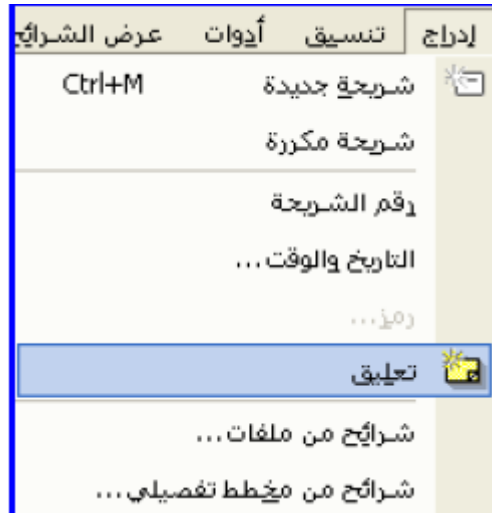 إدراج تنسيق أدوات عرض الشرائح
شريحة جديدة Ctrl+M
شريحة مكررة
رقم الشريحة
التاريخ والوقت...
رمز...
تعليق
شرائح من ملفات...
شرائح من مخطط تفصيلي...